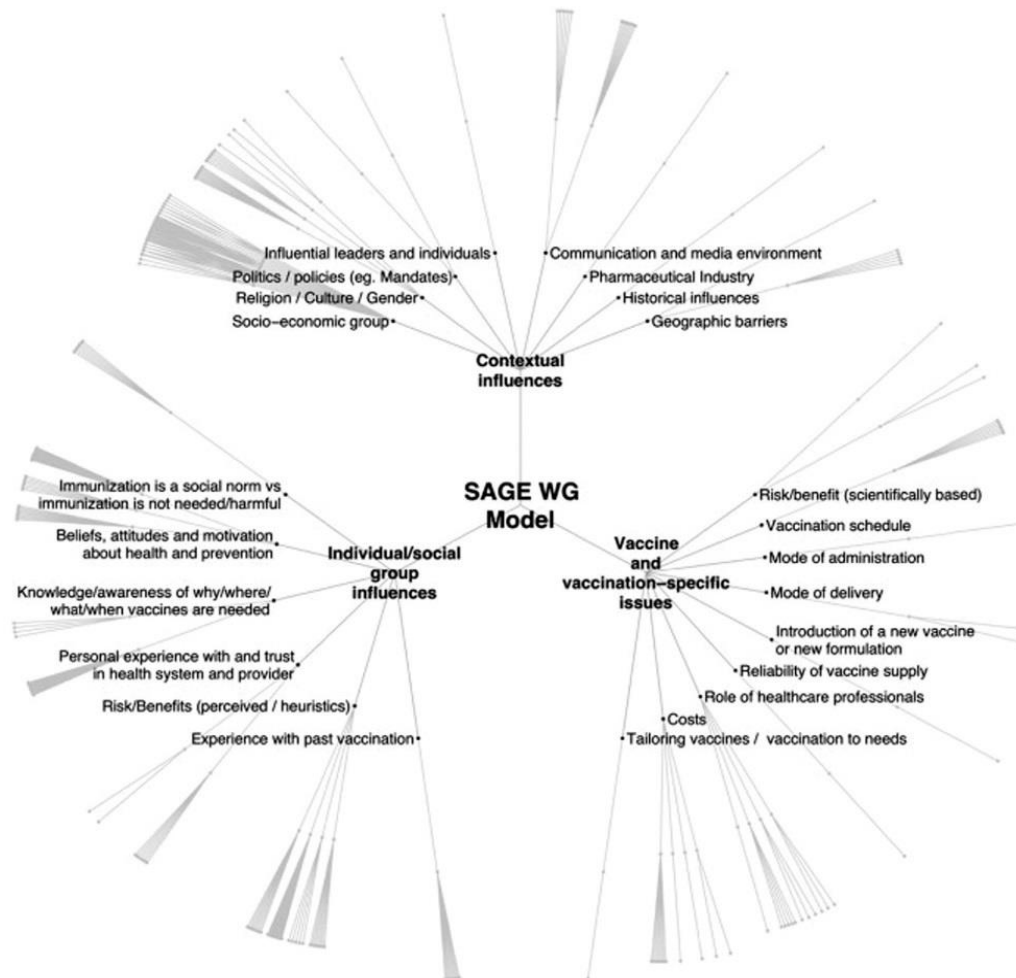 Influential leaders and individuals
Politics / policies (eg. Mandates)
Religion / Culture / Gender
Socio-economic group
Communication and media environment
Pharmaceutical Industry
Historical influences
Geographic barriers
Contextual
influences
SAGE WG
Model
Immunization is a social norm vs
immunization is not needed/harmful
Beliefs, attitudes and motivation
about health and prevention
Knowledge/awareness of why/where/
what/when vaccines are needed
Personal experience with and trust
in health system and provider
Risk/Benefits (perceived / heuristics)
Experience with past vaccination
Individual/social
group
influences
Vaccine
and
vaccination-specific
issues
Risk/benefit (scientifically based)
Vaccination schedule
Mode of administration
Mode of delivery
Introduction of a new vaccine
or new formulation
Reliability of vaccine supply
Role of healthcare professionals
Costs
Tailoring vaccines / vaccination to needs